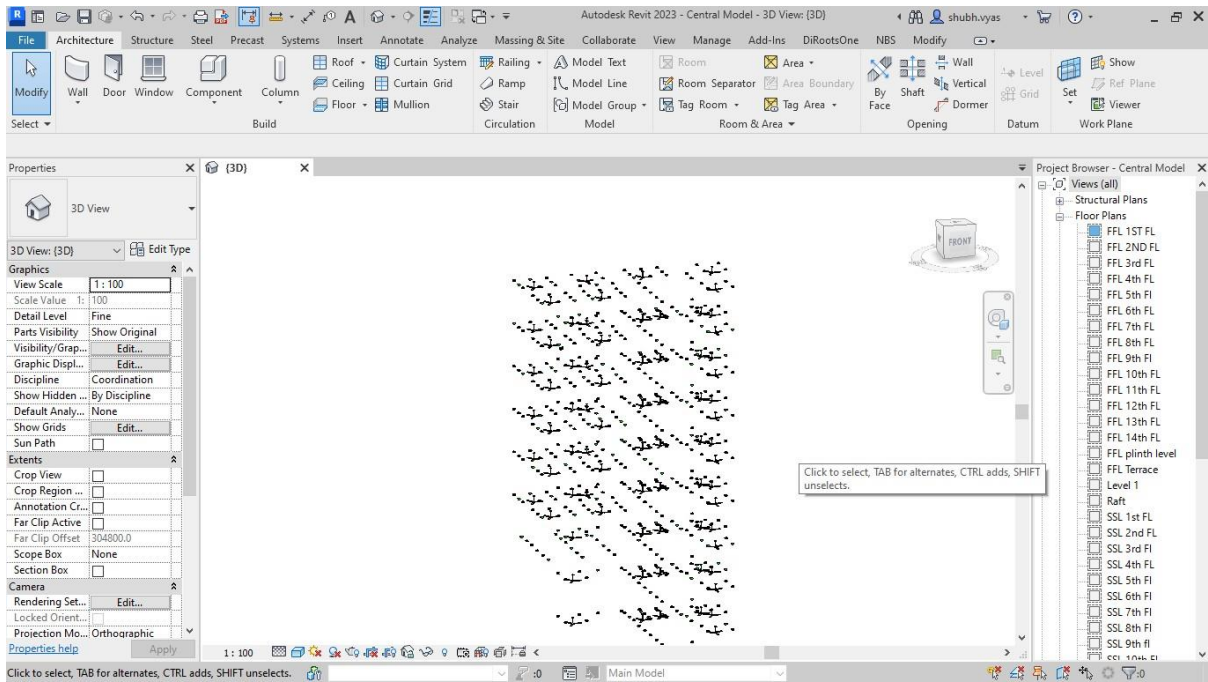 Autodesk Revit 2023 - Central Model - 3D View: {3D}
shubh.vyas
File Architecture Structure Steel Precast Systems Insert Annotate Analyze Massing & Site Collaborate View Manage Add-Ins DiRootsOne NBS Modify
Modify
Wall
Door
Window
Component
Column
Roof
Ceiling
Floor
Curtain System
Curtain Grid
Mullion
Railing
Ramp
Stair
Model Text
Model Line
Model Group
Room
Room Separator
Tag Room
Area
Area Boundary
Tag Area
By Face
Shaft
Wall
Vertical
Dormer
Level
Grid
Set
Show
Ref Plane
Viewer
Select
Build
Circulation
Model
Room & Area
Opening
Datum
Work Plane
Properties
3D View
3D View: {3D}
Edit Type
Graphics
View Scale 1 : 100
Scale Value 1: 100
Detail Level Fine
Parts Visibility Show Original
Visibility/Grap... Edit...
Graphic Displ... Edit...
Discipline Coordination
Show Hidden ... By Discipline
Default Analy... None
Show Grids Edit...
Sun Path
Extents
Crop View
Crop Region ...
Annotation Cr...
Far Clip Active
Far Clip Offset 304800.0
Scope Box None
Section Box
Camera
Rendering Set... Edit...
Locked Orient...
Projection Mo... Orthographic
Properties help
Apply
{3D}
FRONT
Click to select, TAB for alternates, CTRL adds, SHIFT
unselects.
1 : 100
Project Browser - Central Model
Views (all)
Structural Plans
Floor Plans
FFL 1ST FL
FFL 2ND FL
FFL 3rd FL
FFL 4th FL
FFL 5th Fl
FFL 6th FL
FFL 7th FL
FFL 8th FL
FFL 9th Fl
FFL 10th FL
FFL 11th FL
FFL 12th FL
FFL 13th FL
FFL 14th FL
FFL plinth level
FFL Terrace
Level 1
Raft
SSL 1st FL
SSL 2nd FL
SSL 3rd Fl
SSL 4th FL
SSL 5th Fl
SSL 6th Fl
SSL 7th Fl
SSL 8th Fl
SSL 9th fl
SSL 10th FL
Click to select, TAB for alternates, CTRL adds, SHIFT unselects.
:0
Main Model
:0